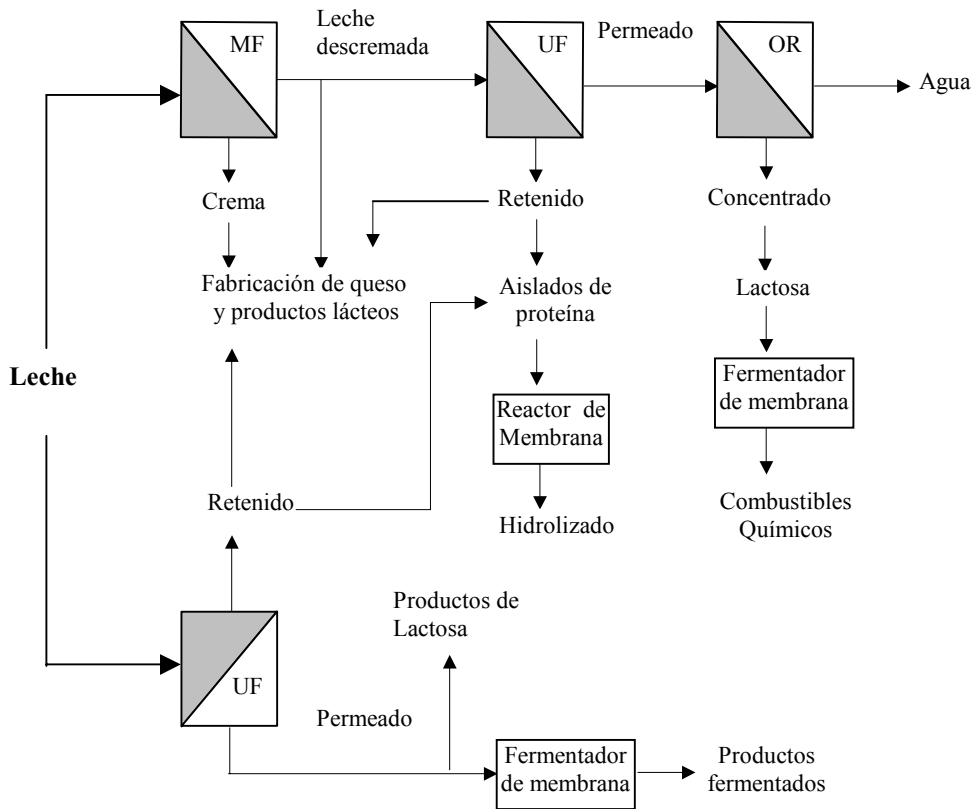 Leche
descremada
MF
UF
Permeado
OR
Agua
Crema
Retenido
Concentrado
Fabricación de queso
y productos lácteos
Aislados de
proteína
Lactosa
Leche
Reactor de
Membrana
Fermentador
de membrana
Retenido
Hidrolizado
Combustibles
Químicos
Productos de
Lactosa
UF
Permeado
Fermentador
de membrana
Productos
fermentados